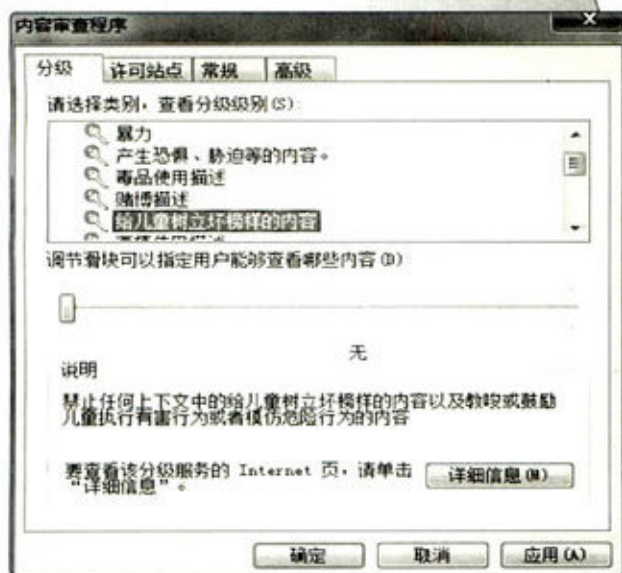 内容审查程序
X
分级 许可站点 常规 高级
请选择类别，查看分级级别(S)
暴力
产生恐惧、胁迫等的内容。
毒品使用描述
赌博描述
给儿童树立坏榜样的内容
调节滑块可以指定用户能够查看哪些内容(D)
无
说明
禁止任何上下文中的给儿童树立坏榜样的内容以及教唆或鼓励
儿童执行有害行为或者模仿危险行为的内容
要查看该分级服务的 Internet 页，请单击
“详细信息”。
详细信息(M)
确定 取消 应用(A)